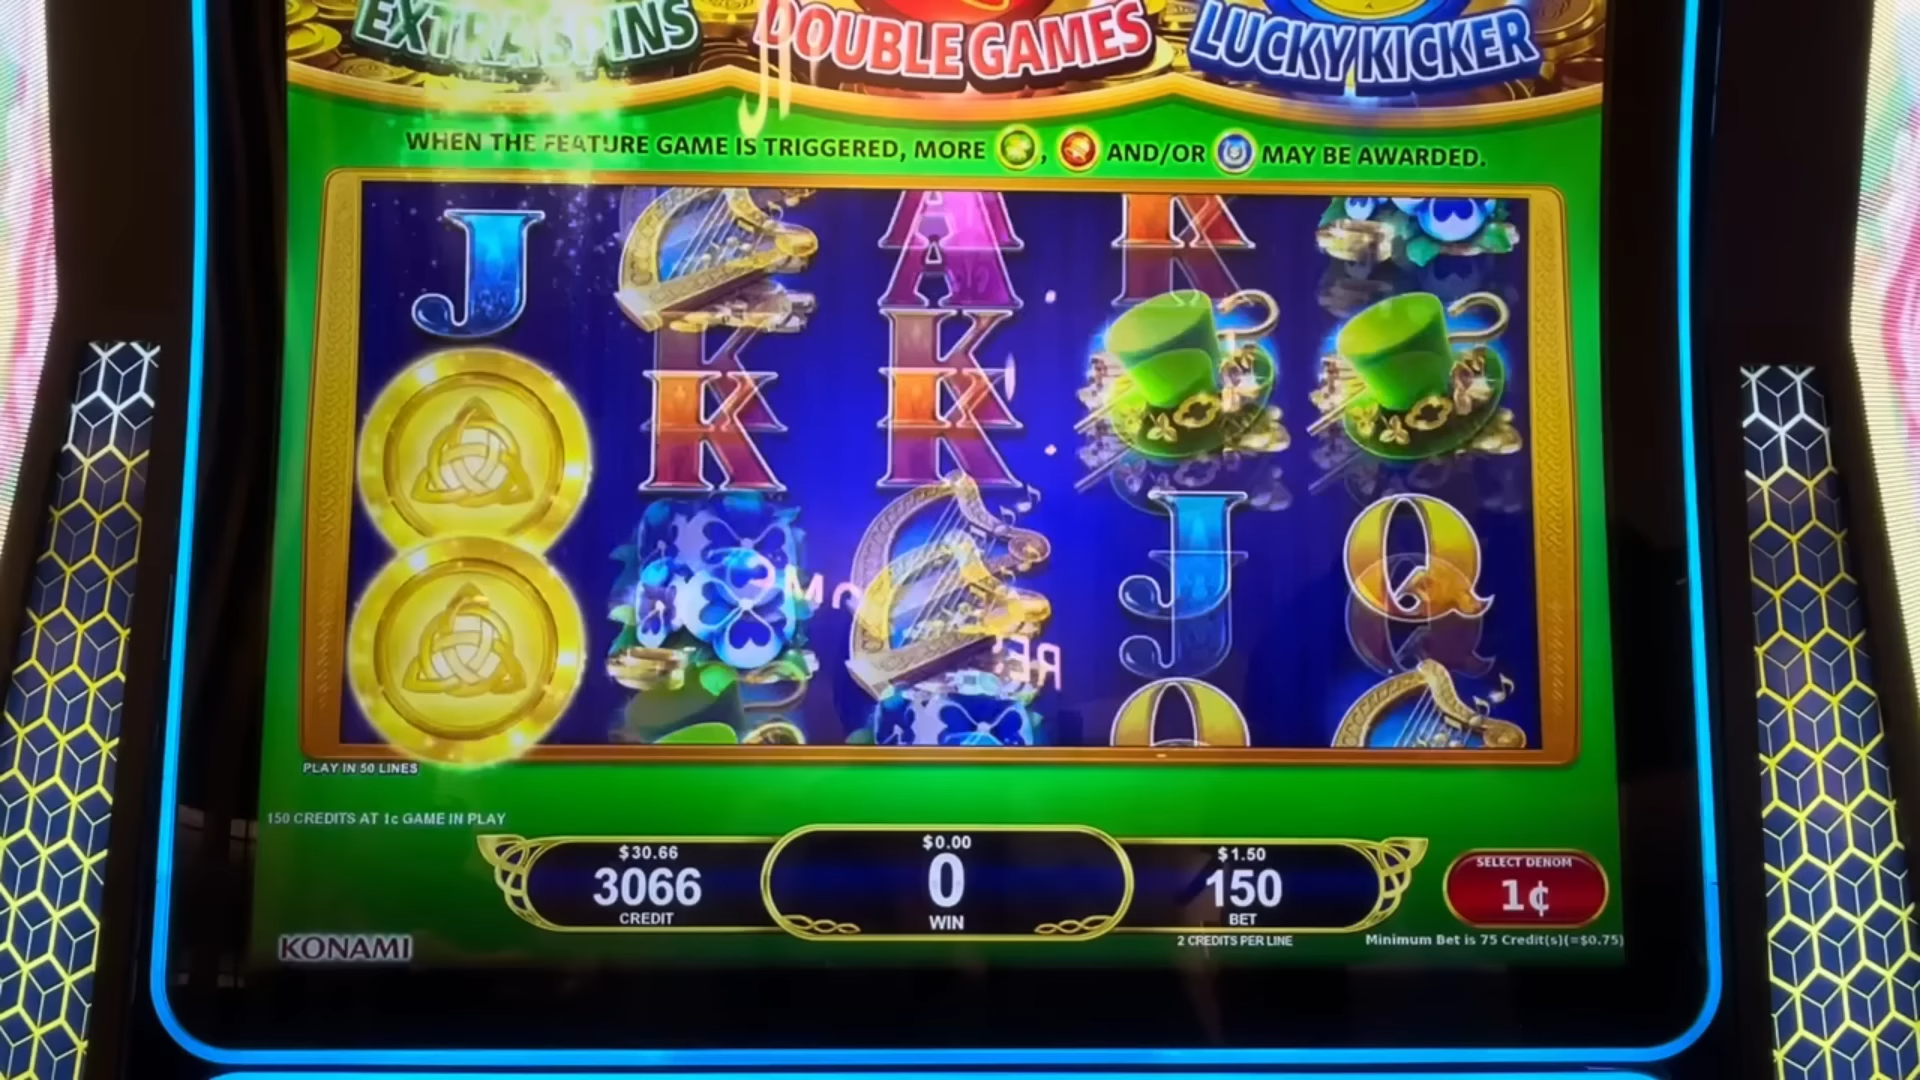 EXTRA SPINS
DOUBLE GAMES
LUCKY KICKER
WHEN THE FEATURE GAME IS TRIGGERED, MORE , AND/OR MAY BE AWARDED.
J
A
K
K
K
J
Q
Q
PLAY IN 50 LINES
150 CREDITS AT 1¢ GAME IN PLAY
$30.66
3066
CREDIT
$0.00
0
WIN
$1.50
150
BET
2 CREDITS PER LINE
SELECT DENOM
1¢
Minimum Bet is 75 Credit(s)(=$0.75)
KONAMI